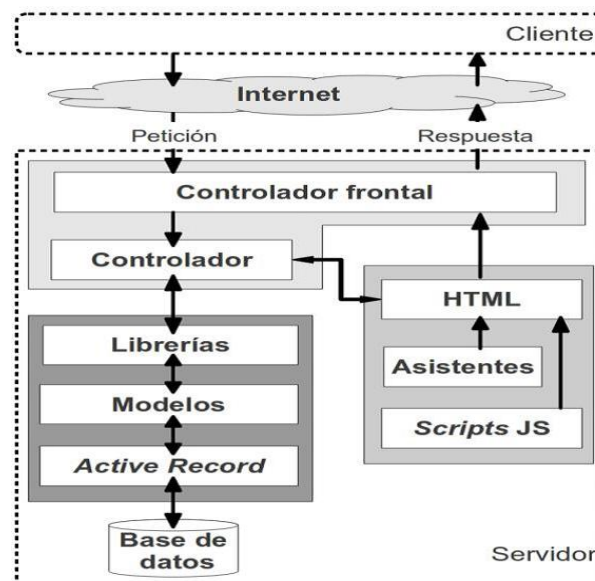 Cliente
Internet
Petición
Respuesta
Controlador frontal
Controlador
HTML
Librerías
Asistentes
Modelos
Scripts JS
Active Record
Base de
datos
Servidor